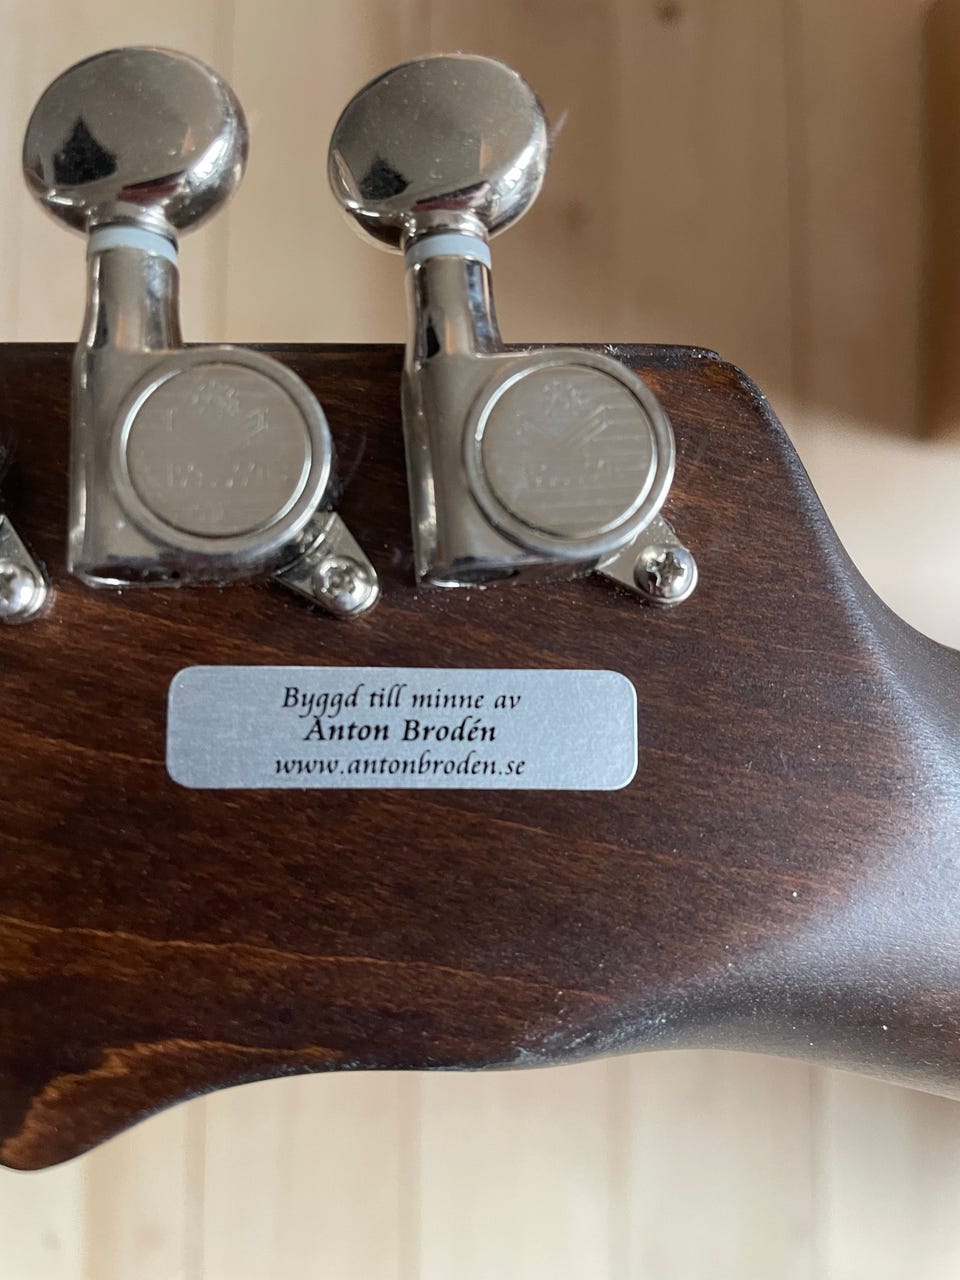 Byggd till minne av
Anton Brodén
www.antonbroden.se